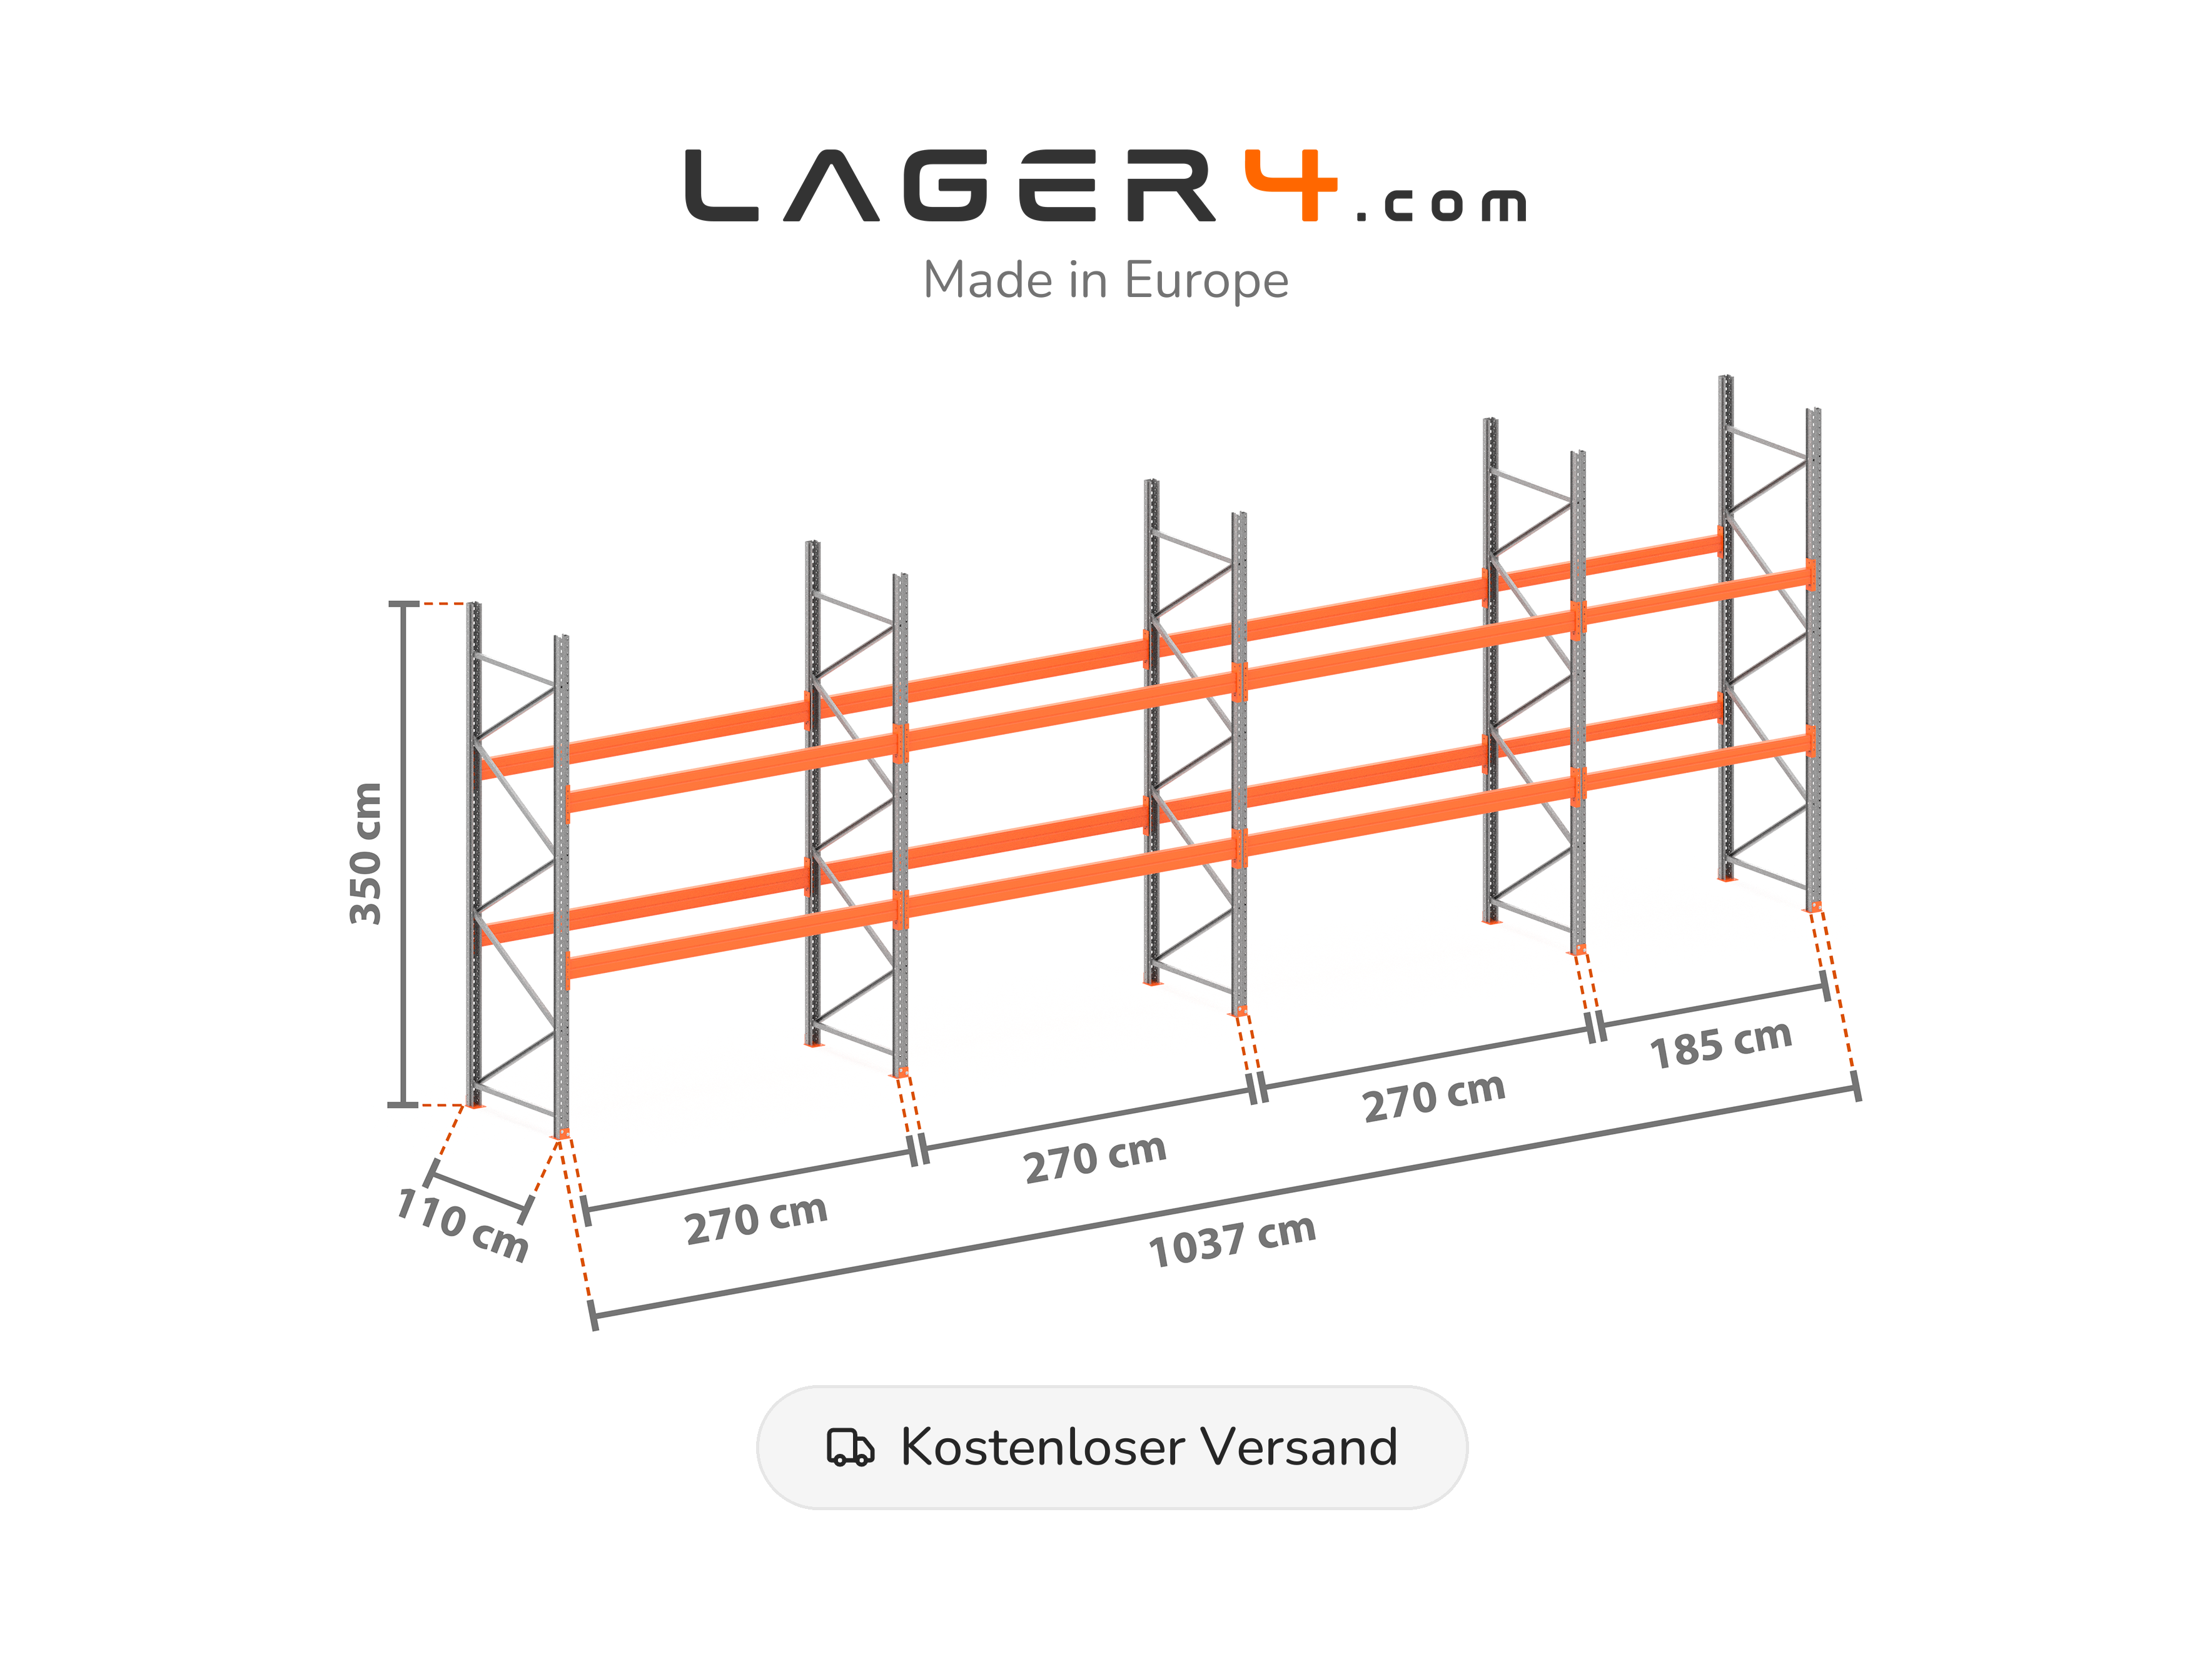 LAGER4.com
Made in Europe
350 cm
110 cm
270 cm
270 cm
270 cm
185 cm
1037 cm
Kostenloser Versand